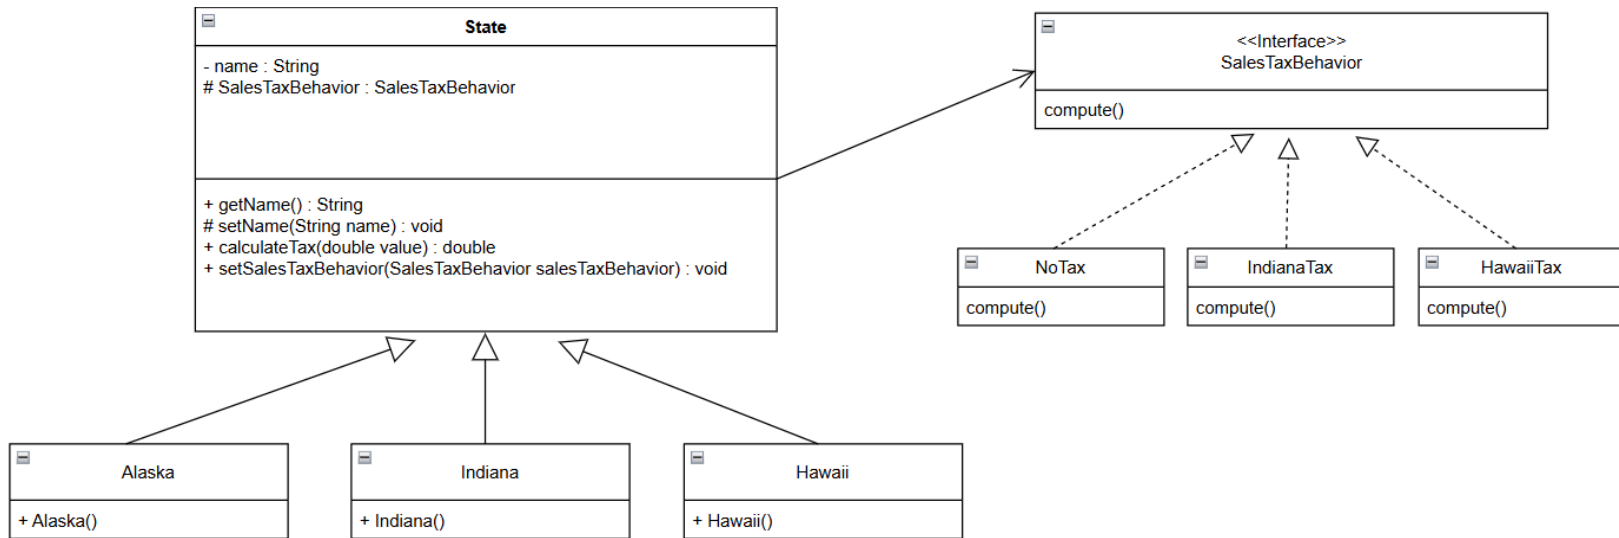 State
- name : String
# SalesTaxBehavior : SalesTaxBehavior
+ getName() : String
# setName(String name) : void
+ calculateTax(double value) : double
+ setSalesTaxBehavior(SalesTaxBehavior salesTaxBehavior) : void
<<Interface>>
SalesTaxBehavior
compute()
NoTax
compute()
IndianaTax
compute()
HawaiiTax
compute()
Alaska
+ Alaska()
Indiana
+ Indiana()
Hawaii
+ Hawaii()